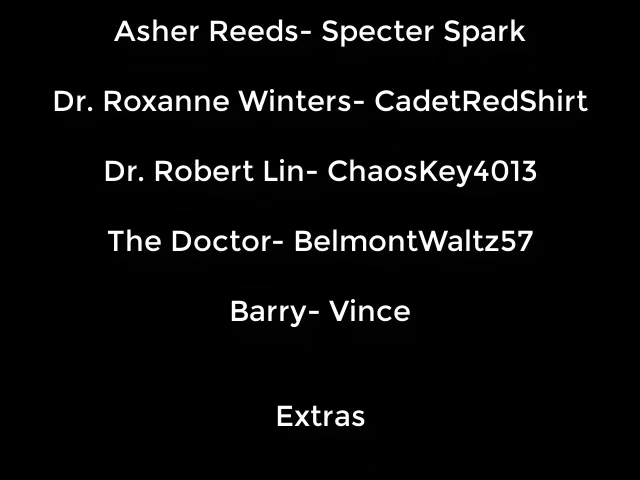 Asher Reeds- Specter Spark
Dr. Roxanne Winters- CadetRedShirt
Dr. Robert Lin- ChaosKey4013
The Doctor- BelmontWaltz57
Barry- Vince
Extras